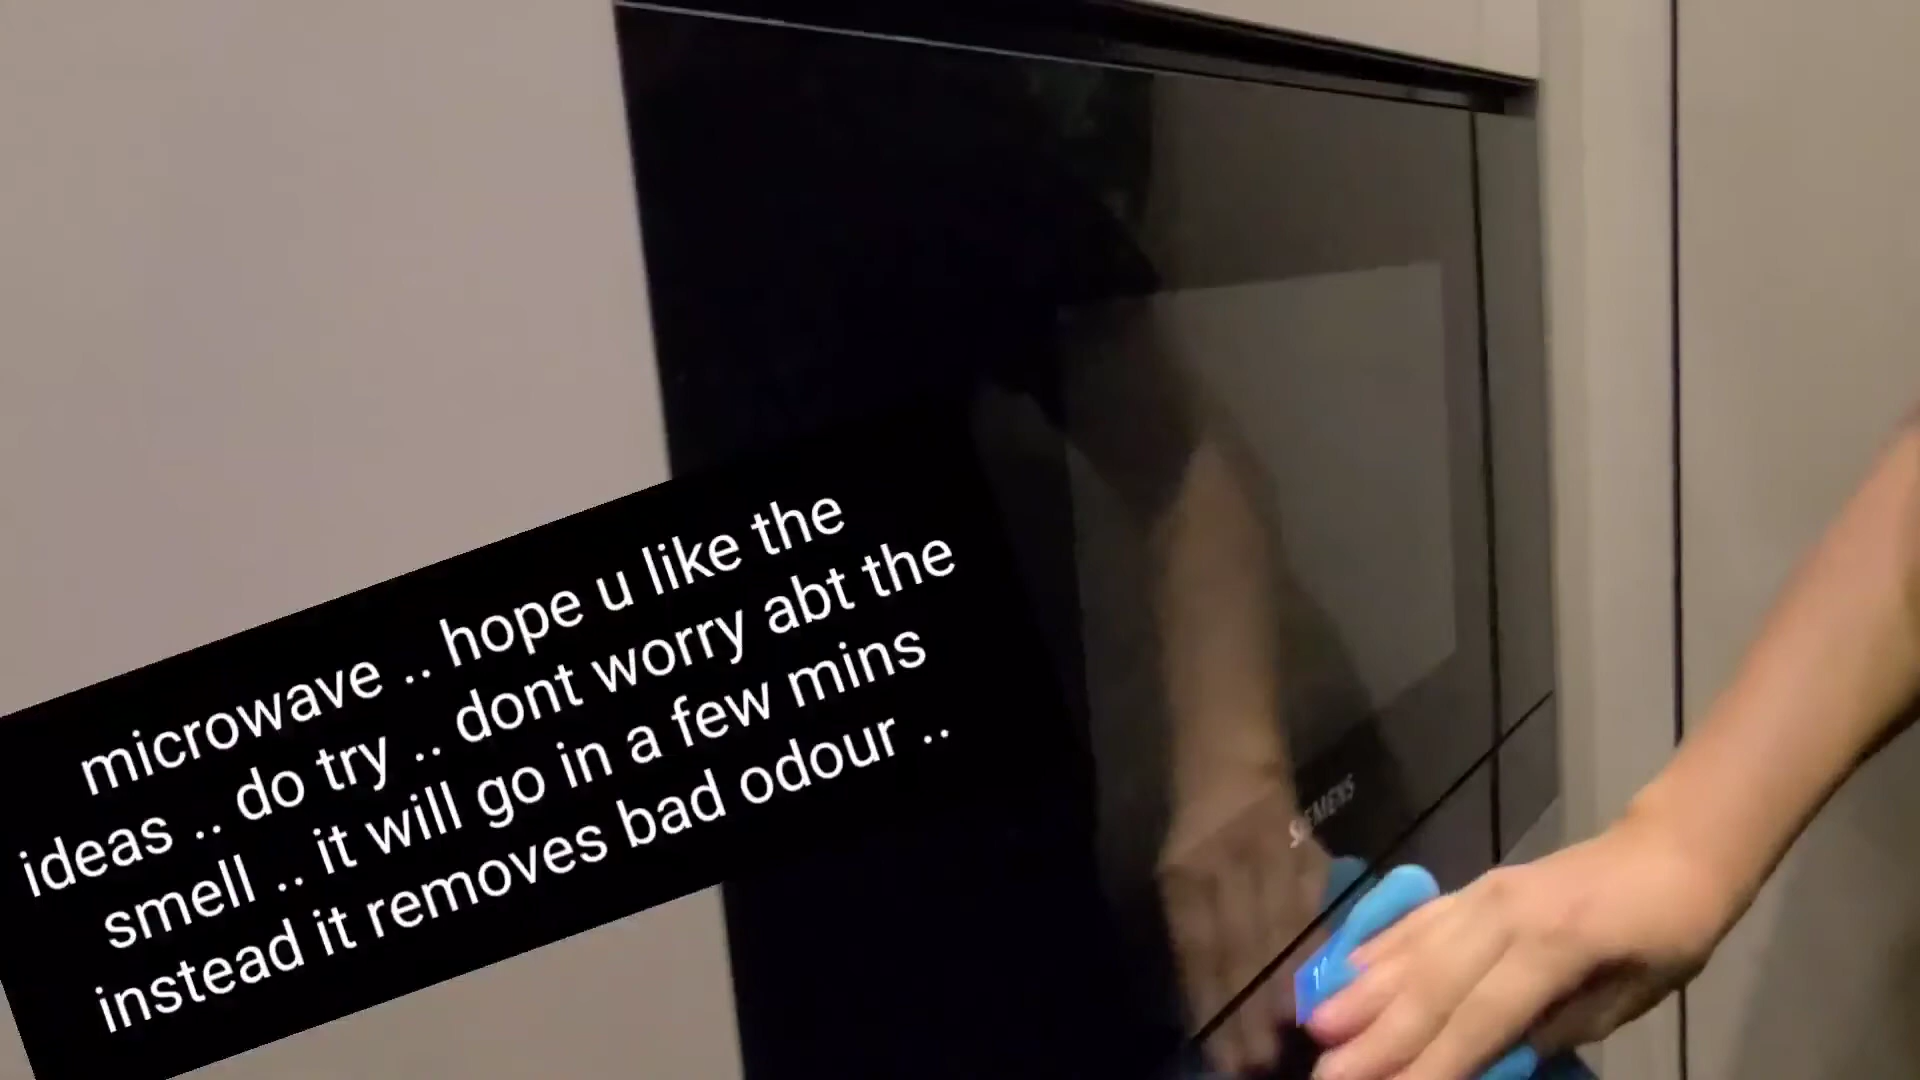 microwave .. hope u like the
ideas .. do try .. dont worry abt the
smell .. it will go in a few mins
instead it removes bad odour ..
SIEMENS